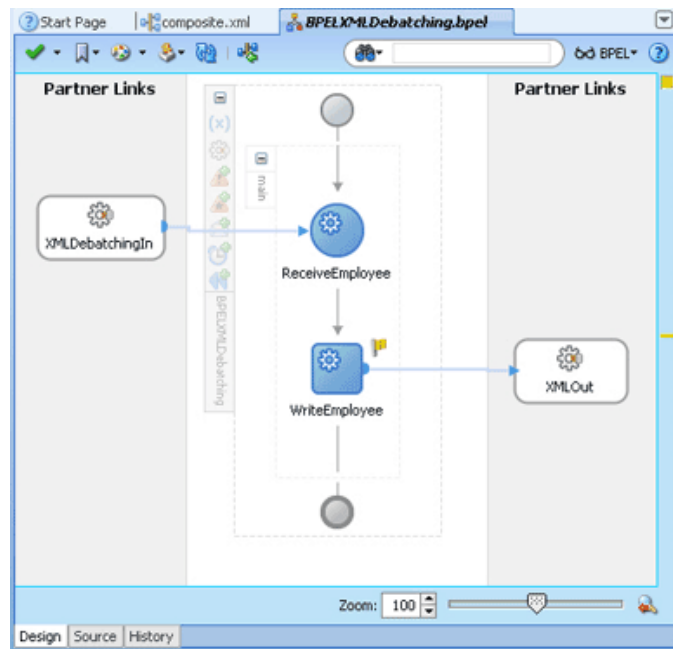 Start Page composite.xml BPELXMLDebatching.bpel
BPEL
Partner Links Partner Links
(x)
main
XMLDebatchingIn
ReceiveEmployee
BPELXMLDebatching
XMLOut
WriteEmployee
Zoom: 100
Design Source History